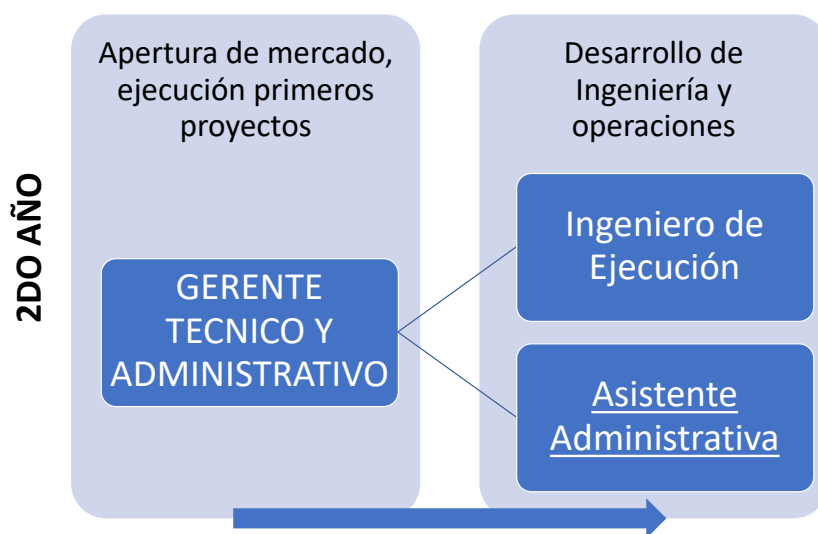 2DO AÑO
Apertura de mercado,
ejecución primeros
proyectos
GERENTE
TECNICO Y
ADMINISTRATIVO
Desarrollo de
Ingeniería y
operaciones
Ingeniero de
Ejecución
Asistente
Administrativa